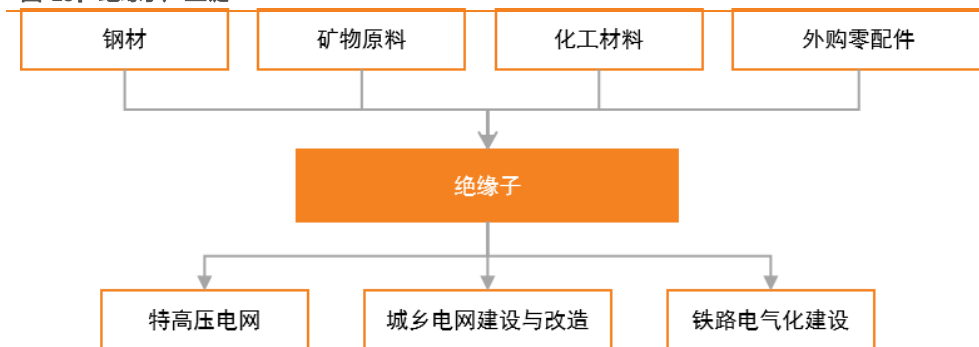 钢材
矿物原料
化工材料
外购零配件
绝缘子
特高压电网
城乡电网建设与改造
铁路电气化建设